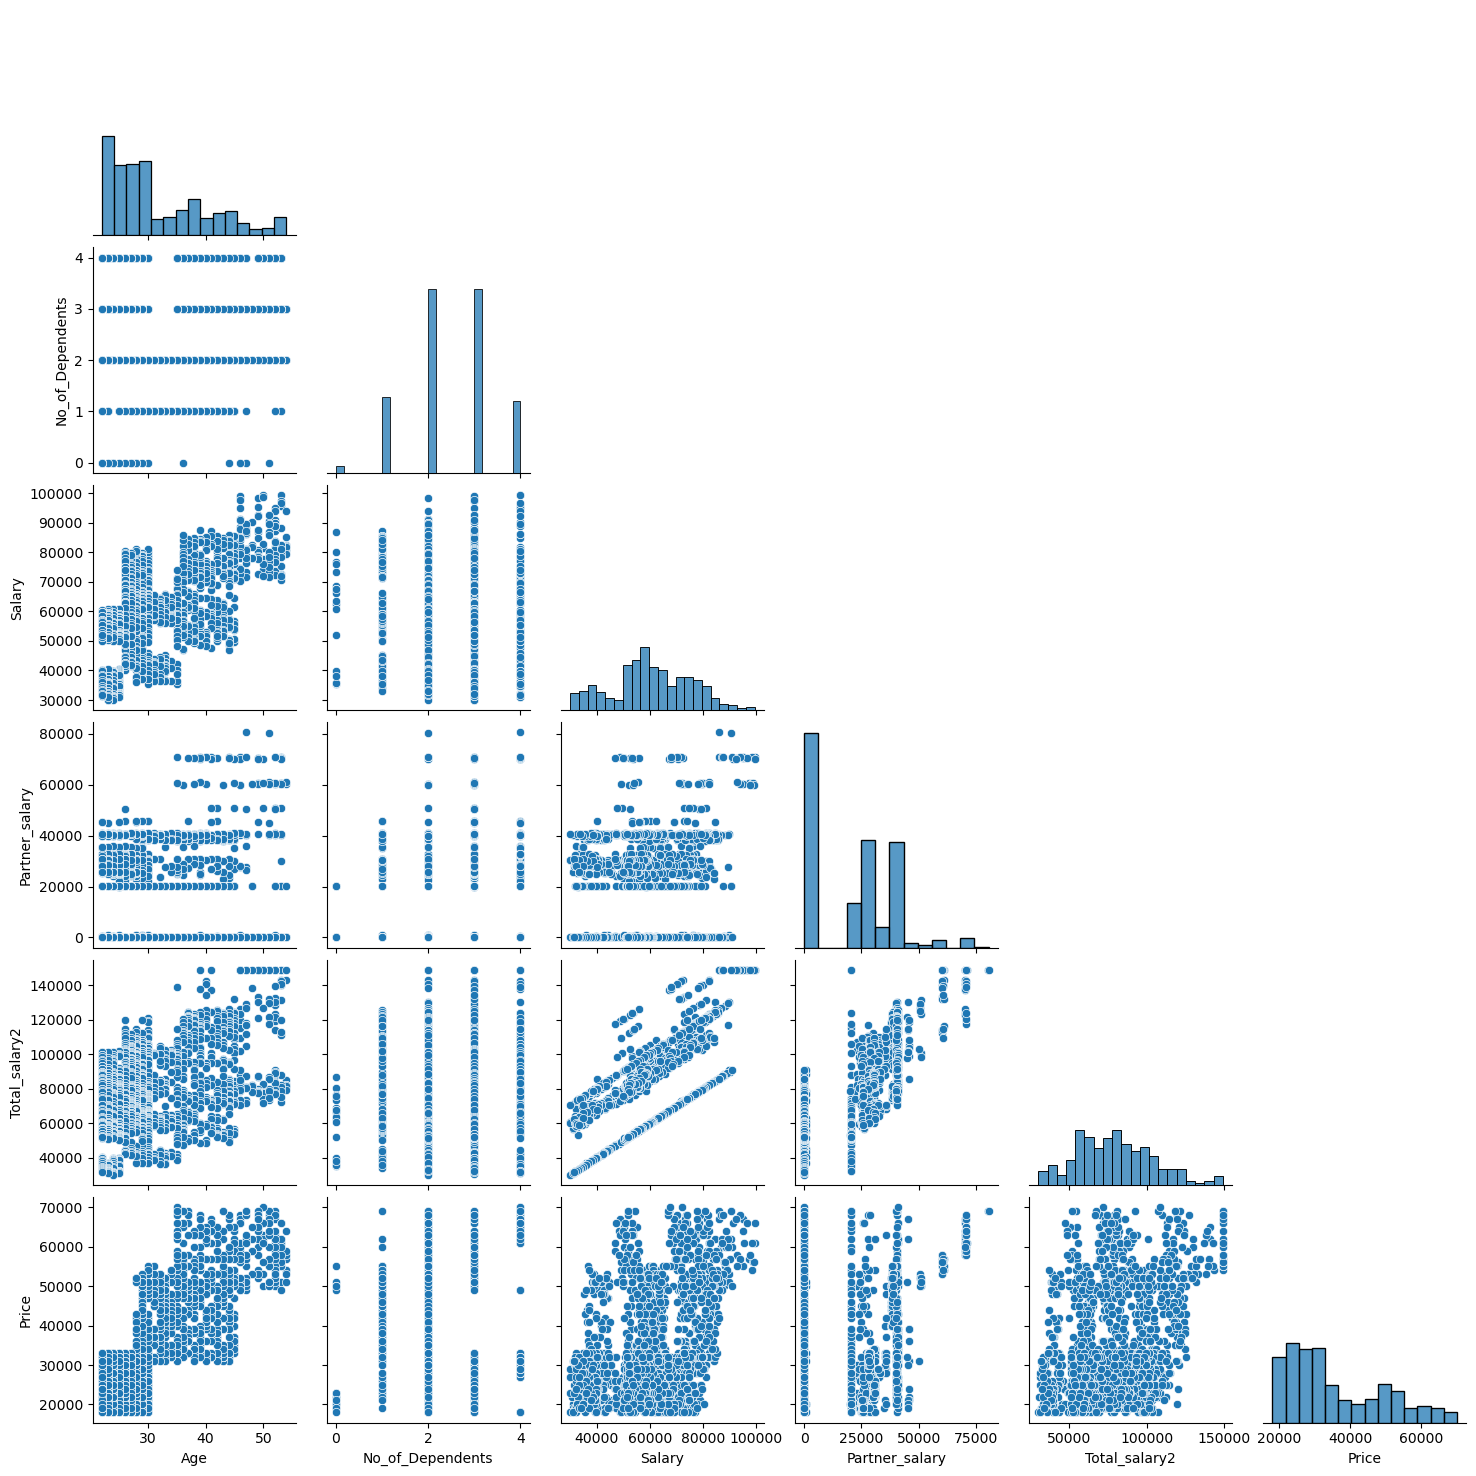 4
3
2
1
0
No_of_Dependents
100000
90000
80000
70000
60000
50000
40000
30000
Salary
80000
60000
40000
20000
0
Partner_salary
140000
120000
100000
80000
60000
40000
Total_salary2
70000
60000
50000
40000
30000
20000
Price
30 40 50
Age
0 2 4
No_of_Dependents
40000 60000 80000 100000
Salary
0 25000 50000 75000
Partner_salary
50000 100000 150000
Total_salary2
20000 40000 60000
Price